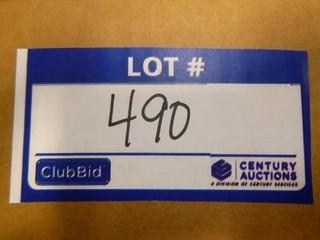 LOT #
490
ClubBid
CENTURY
AUCTIONS
A DIVISION OF CENTURY SERVICES